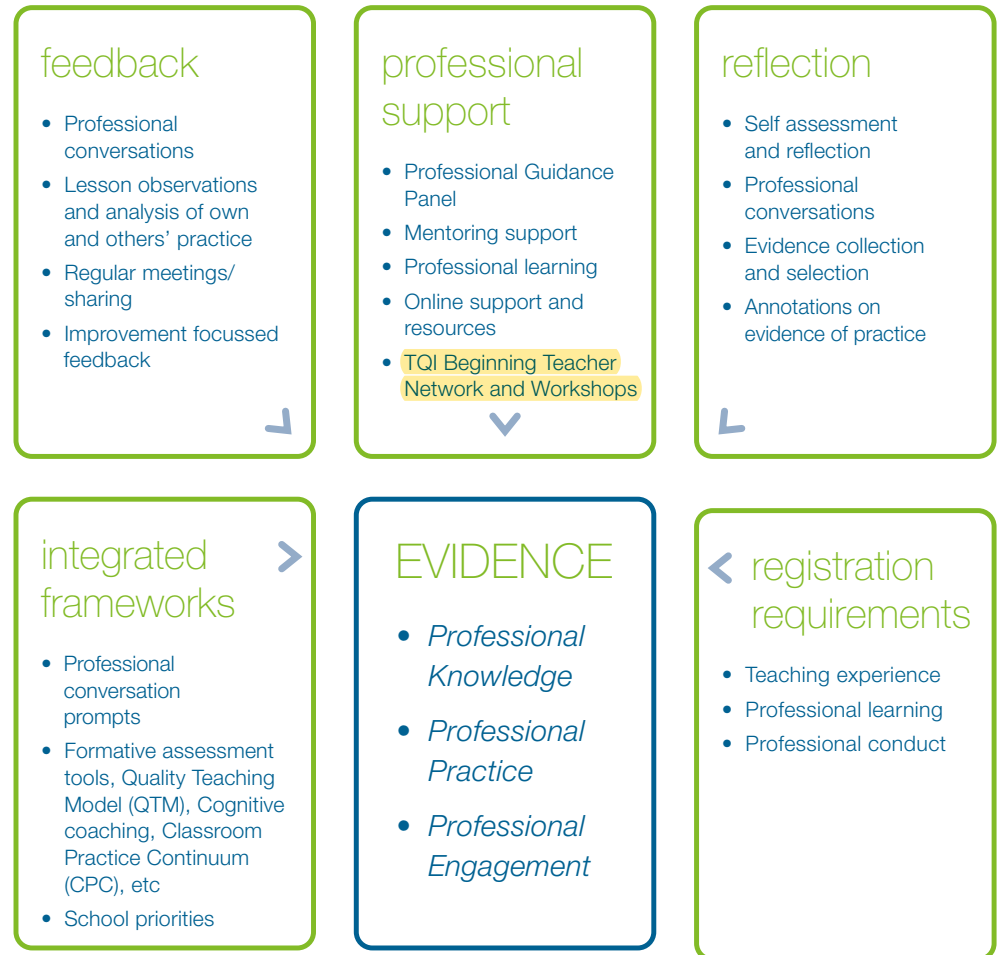 feedback
• Professional
conversations
• Lesson observations
and analysis of own
and others’ practice
• Regular meetings/
sharing
• Improvement focussed
feedback
professional
support
• Professional Guidance
Panel
• Mentoring support
• Professional learning
• Online support and
resources
• TQI Beginning Teacher
Network and Workshops
reflection
• Self assessment
and reflection
• Professional
conversations
• Evidence collection
and selection
• Annotations on
evidence of practice
integrated
frameworks
• Professional
conversation
prompts
• Formative assessment
tools, Quality Teaching
Model (QTM), Cognitive
coaching, Classroom
Practice Continuum
(CPC), etc
• School priorities
EVIDENCE
• Professional
Knowledge
• Professional
Practice
• Professional
Engagement
registration
requirements
• Teaching experience
• Professional learning
• Professional conduct